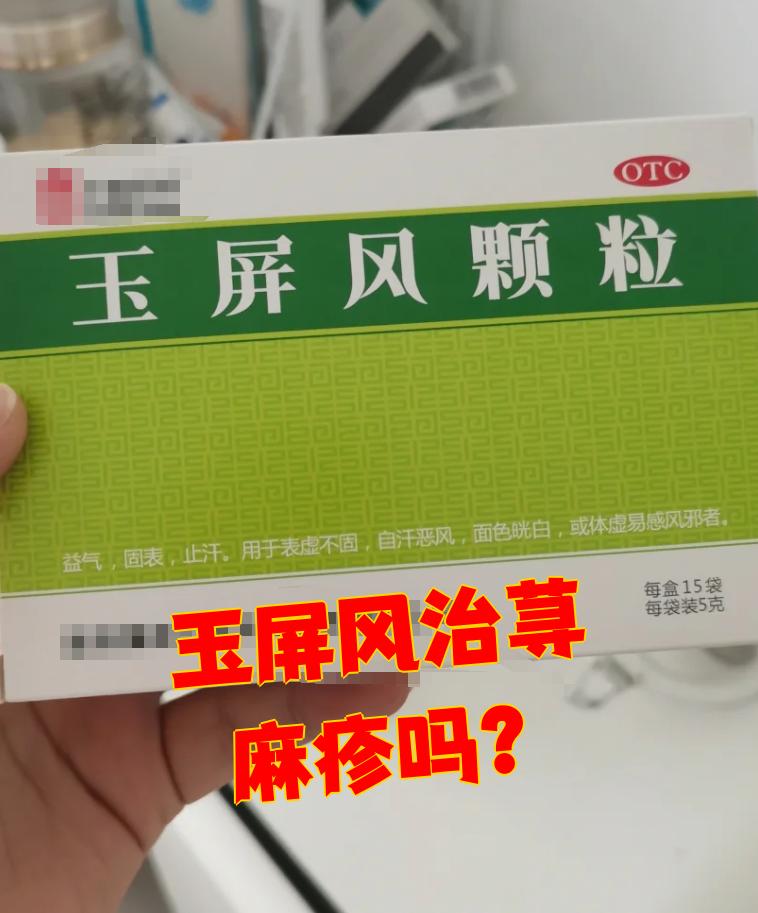 OTC
玉屏风颗粒
益气，固表，止汗。用于表虚不固，自汗恶风，面色㿠白，或体虚易感风邪者。
每盒15袋
每袋装5克
玉屏风治荨
麻疹吗?